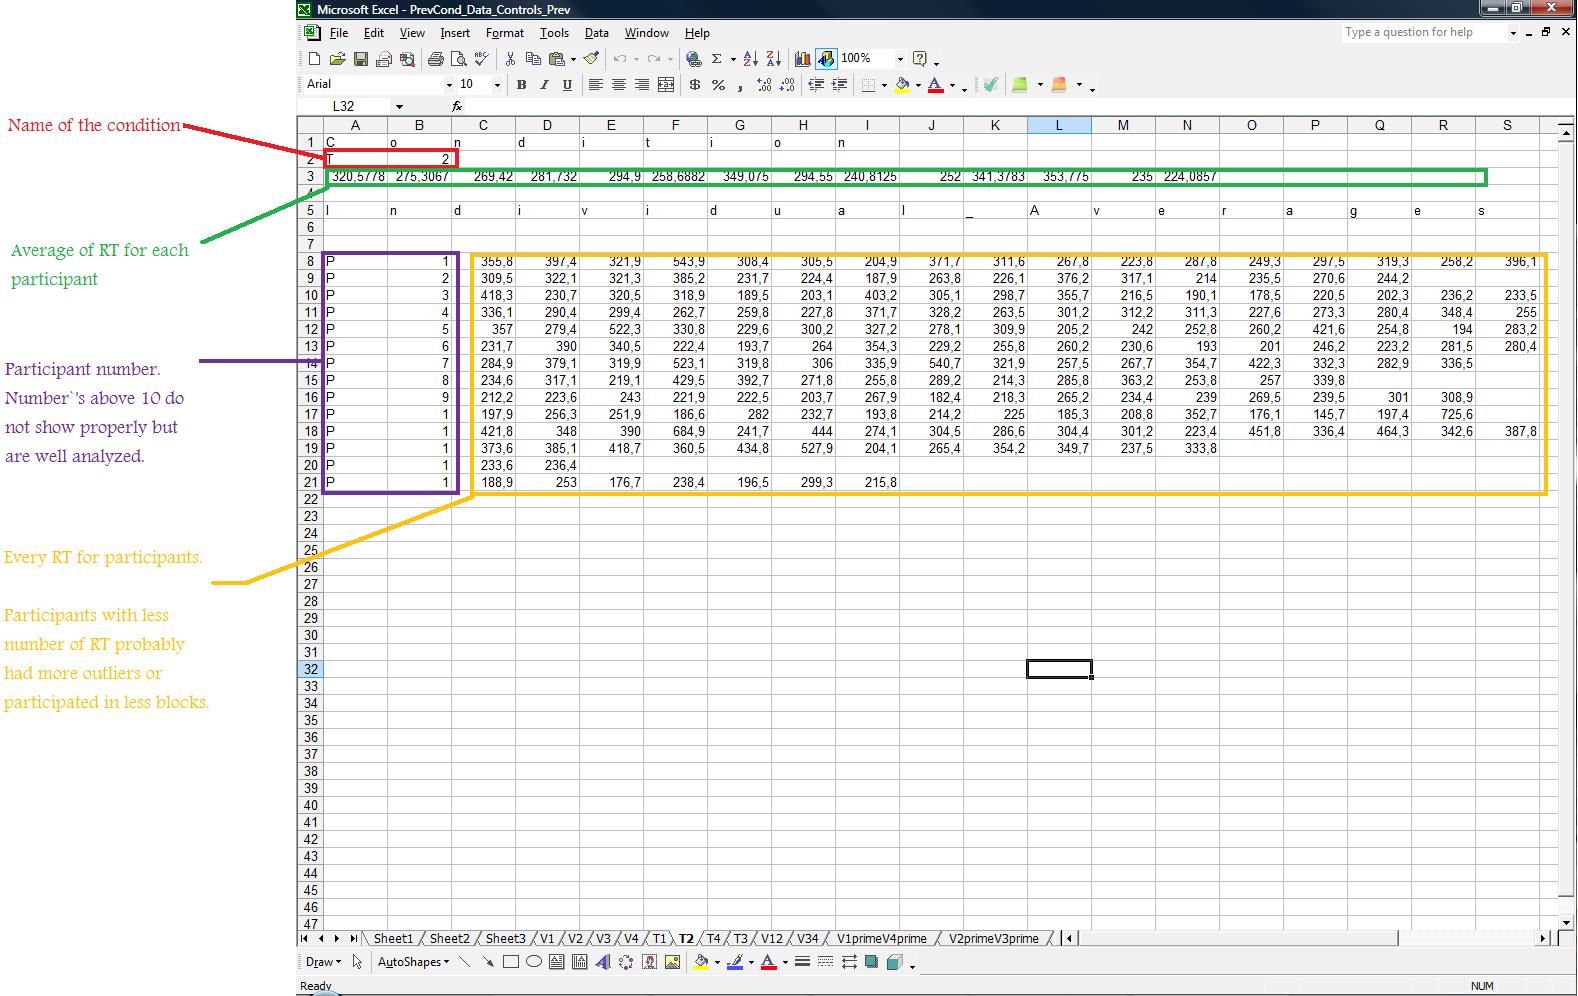 Microsoft Excel - PrevCond_Data_Controls_Prev
File Edit View Insert Format Tools Data Window Help
Type a question for help
100%
Arial 10 B I U $ % ,
L32 fx
A B C D E F G H I J K L M N O P Q R S
1 C o n d i t i o n
2 T 2
3 320,5778 275,3067 269,42 281,732 294,9 258,6882 349,075 294,55 240,8125 252 341,3783 353,775 235 224,0857
4
5 I n d i v i d u a l _ A v e r a g e s
6
7
8 P 1 355,8 397,4 321,9 543,9 308,4 305,5 204,9 371,7 311,6 267,8 223,8 287,8 249,3 297,5 319,3 258,2 396,1
9 P 2 309,5 322,1 321,3 385,2 231,7 224,4 187,9 263,8 226,1 376,2 317,1 214 235,5 270,6 244,2
10 P 3 418,3 230,7 320,5 318,9 189,5 203,1 403,2 305,1 298,7 355,7 216,5 190,1 178,5 220,5 202,3 236,2 233,5
11 P 4 336,1 290,4 299,4 262,7 259,8 227,8 371,7 328,2 263,5 301,2 312,2 311,3 227,6 273,3 280,4 348,4 255
12 P 5 357 279,4 522,3 330,8 229,6 300,2 327,2 278,1 309,9 205,2 242 252,8 260,2 421,6 254,8 194 283,2
13 P 6 231,7 390 340,5 222,4 193,7 264 354,3 229,2 255,8 260,2 230,6 193 201 246,2 223,2 281,5 280,4
14 P 7 284,9 379,1 319,9 523,1 319,8 306 335,9 540,7 321,9 257,5 267,7 354,7 422,3 332,3 282,9 336,5
15 P 8 234,6 317,1 219,1 429,5 392,7 271,8 255,8 289,2 214,3 285,8 363,2 253,8 257 339,8
16 P 9 212,2 223,6 243 221,9 222,5 203,7 267,9 182,4 218,3 265,2 234,4 239 269,5 239,5 301 308,9
17 P 1 197,9 256,3 251,9 186,6 282 232,7 193,8 214,2 225 185,3 208,8 352,7 176,1 145,7 197,4 725,6
18 P 1 421,8 348 390 684,9 241,7 444 274,1 304,5 286,6 304,4 301,2 223,4 451,8 336,4 464,3 342,6 387,8
19 P 1 373,6 385,1 418,7 360,5 434,8 527,9 204,1 265,4 354,2 349,7 237,5 333,8
20 P 1 233,6 236,4
21 P 1 188,9 253 176,7 238,4 196,5 299,3 215,8
22
23
24
25
26
27
28
29
30
31
32
33
34
35
36
37
38
39
40
41
42
43
44
45
46
47
Sheet1 Sheet2 Sheet3 V1 V2 V3 V4 T1 T2 T4 T3 V12 V34 V1primeV4prime V2primeV3prime
Draw AutoShapes
Ready NUM
Name of the condition
Average of RT for each
participant
Participant number.
Number`'s above 10 do
not show properly but
are well analyzed.
Every RT for participants.
Participants with less
number of RT probably
had more outliers or
participated in less blocks.